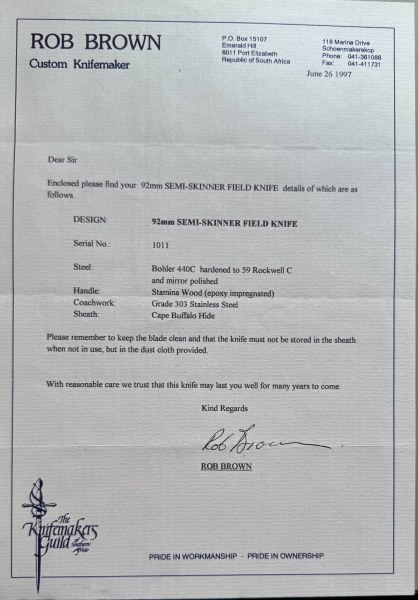 ROB BROWN
Custom Knifemaker
P.O. Box 15107
Emerald Hill
6011 Port Elizabeth
Republic of South Africa
118 Marine Drive
Schoenmakerskop
Phone: 041-361086
Fax: 041-411731
June 26 1997
Dear Sir
Enclosed please find your 92mm SEMI-SKINNER FIELD KNIFE details of which are as
follows.
DESIGN: 92mm SEMI-SKINNER FIELD KNIFE
Serial No.: 1011
Steel: Bohler 440C hardened to 59 Rockwell C
and mirror polished
Handle: Stamina Wood (epoxy impregnated)
Coachwork: Grade 303 Stainless Steel
Sheath: Cape Buffalo Hide
Please remember to keep the blade clean and that the knife must not be stored in the sheath
when not in use, but in the dust cloth provided.
With reasonable care we trust that this knife may last you well for many years to come.
Kind Regards
Rob Brown
ROB BROWN
The
Knifemakers
Guild of Southern
Africa
PRIDE IN WORKMANSHIP - PRIDE IN OWNERSHIP